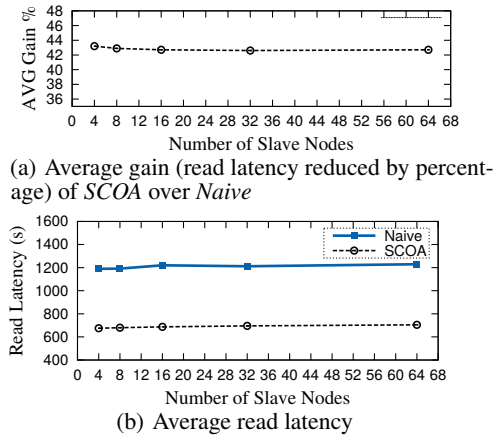 48
46
44
42
40
38
36
AVG Gain %
0 4 8 12 16 20 24 28 32 36 40 44 48 52 56 60 64 68
Number of Slave Nodes
(a) Average gain (read latency reduced by percent-
age) of SCOA over Naive
1600
1400
1200
1000
800
600
400
Read Latency (s)
Naive
SCOA
0 4 8 12 16 20 24 28 32 36 40 44 48 52 56 60 64 68
Number of Slave Nodes
(b) Average read latency